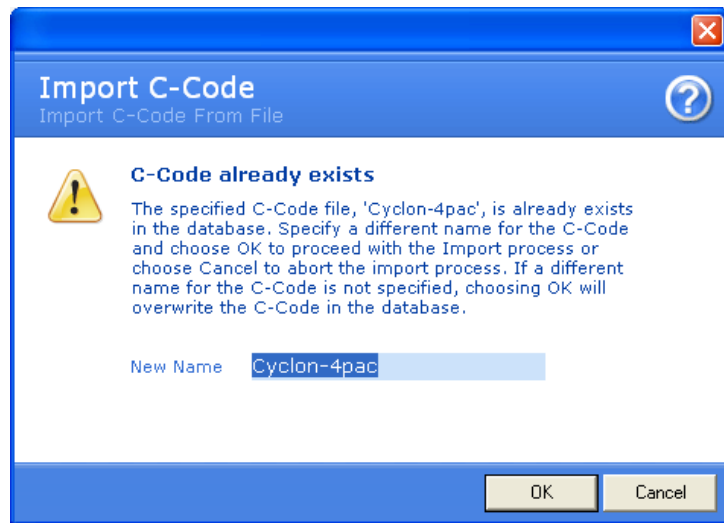 Import C-Code
Import C-Code From File
C-Code already exists
The specified C-Code file, 'Cyclon-4pac', is already exists
in the database. Specify a different name for the C-Code
and choose OK to proceed with the Import process or
choose Cancel to abort the import process. If a different
name for the C-Code is not specified, choosing OK will
overwrite the C-Code in the database.
New Name Cyclon-4pac
OK Cancel